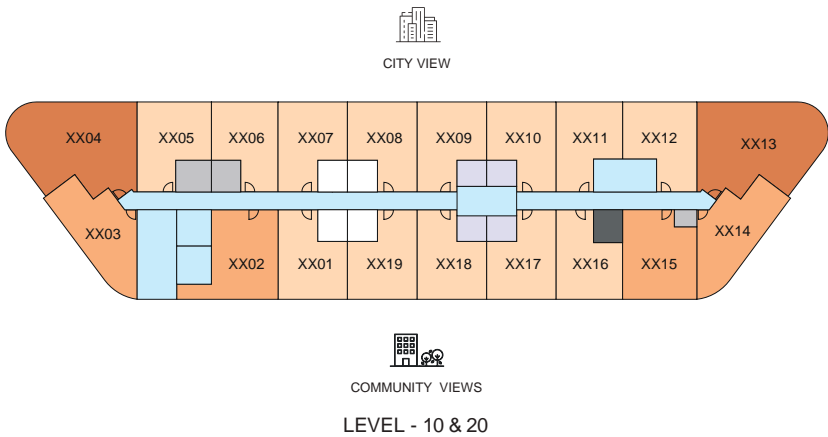 CITY VIEW
XX04
XX05
XX06
XX07
XX08
XX09
XX10
XX11
XX12
XX13
XX03
XX02
XX01
XX19
XX18
XX17
XX16
XX15
XX14
COMMUNITY VIEWS
LEVEL - 10 & 20